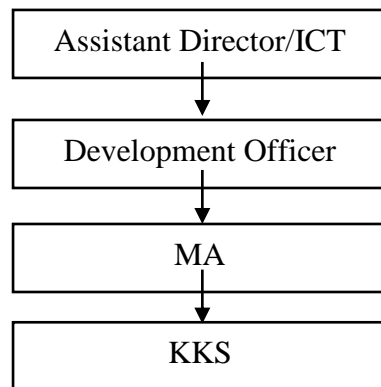 Assistant Director/ICT
Development Officer
MA
KKS